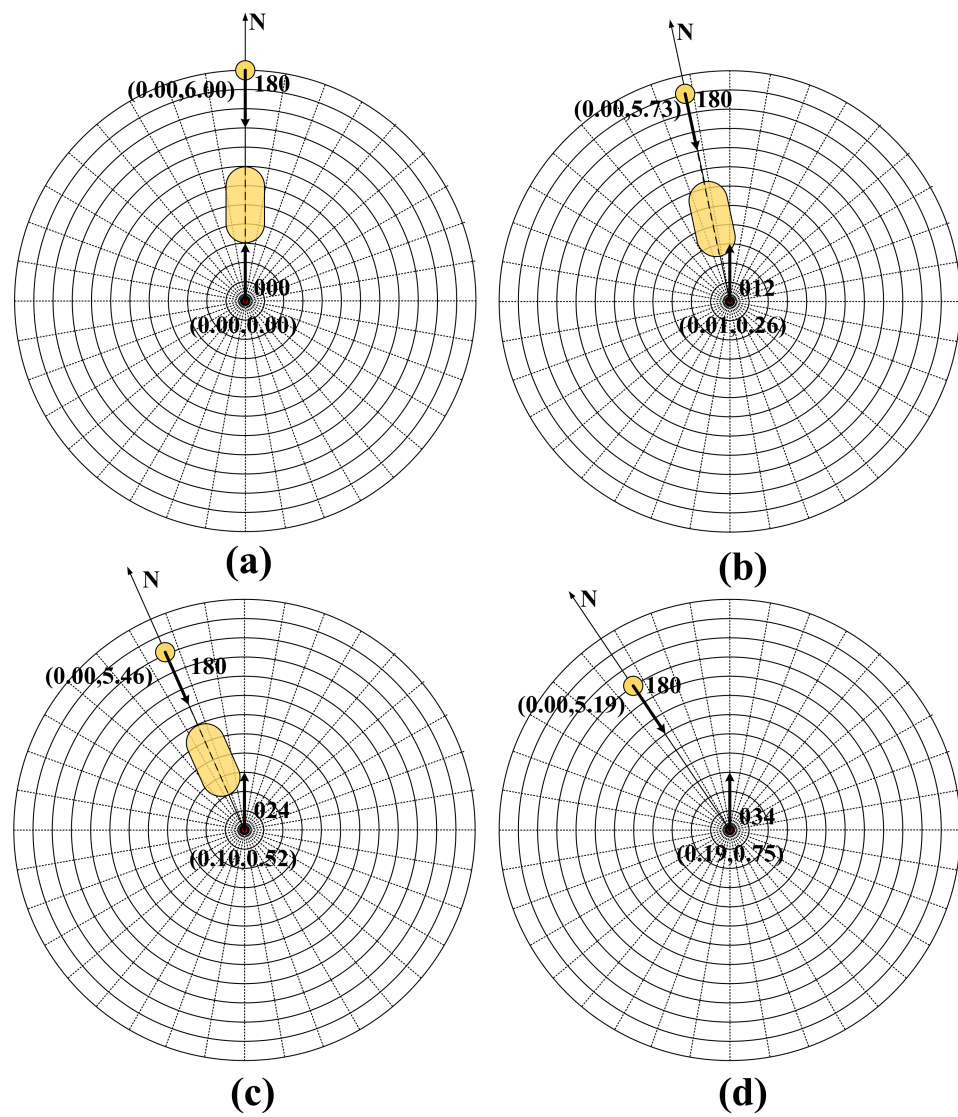 N
(0.00,6.00)
180
000
(0.00,0.00)
(a)
N
(0.00,5.73)
180
012
(0.01,0.26)
(b)
N
(0.00,5.46)
180
024
(0.10,0.52)
(c)
N
(0.00,5.19)
180
034
(0.19,0.75)
(d)